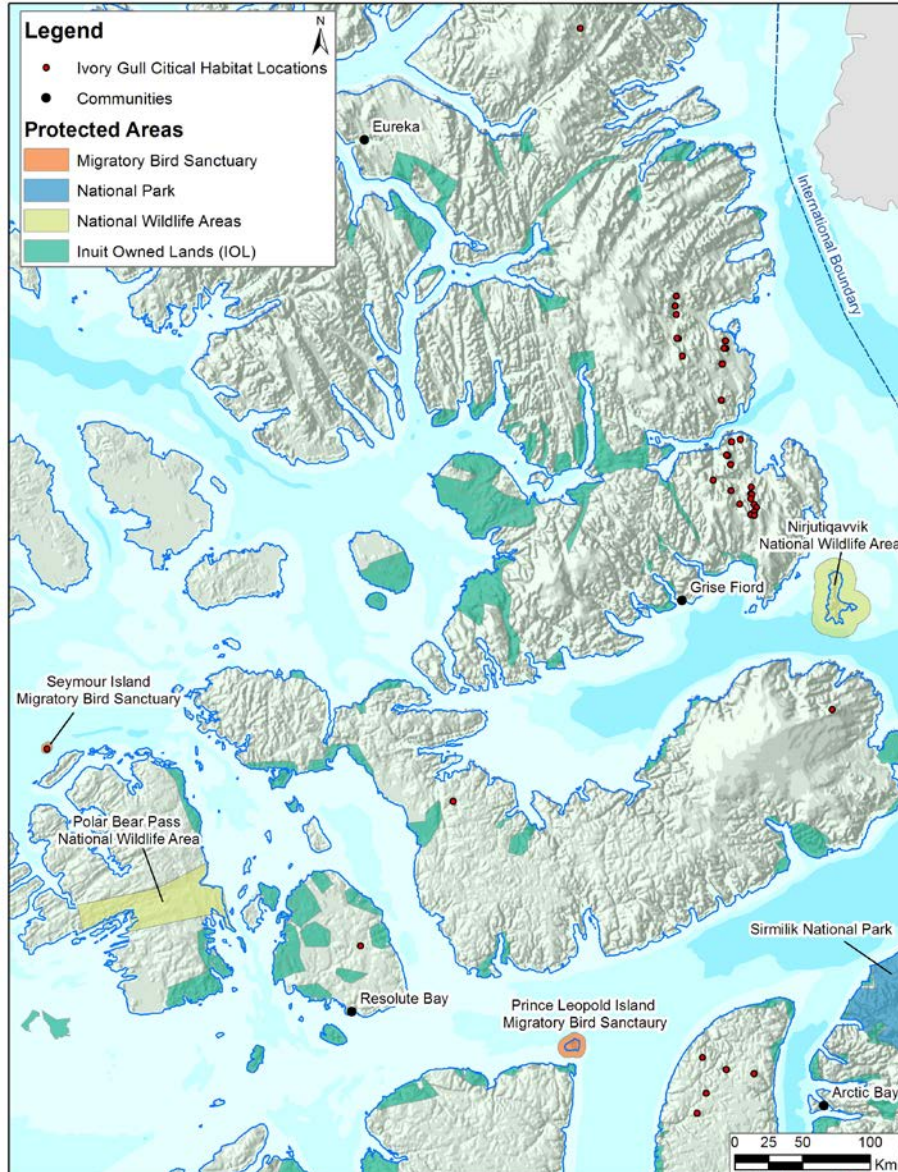 Legend
N
Ivory Gull Citical Habitat Locations
Communities
Protected Areas
Migratory Bird Sanctuary
National Park
National Wildlife Areas
Inuit Owned Lands (IOL)
Eureka
International Boundary
Nirjutiqavvik
National Wildlife Area
Grise Fiord
Seymour Island
Migratory Bird Sanctuary
Polar Bear Pass
National Wildlife Area
Sirmilik National Park
Resolute Bay
Prince Leopold Island
Migratory Bird Sanctaury
Arctic Bay
0 25 50 100
Km